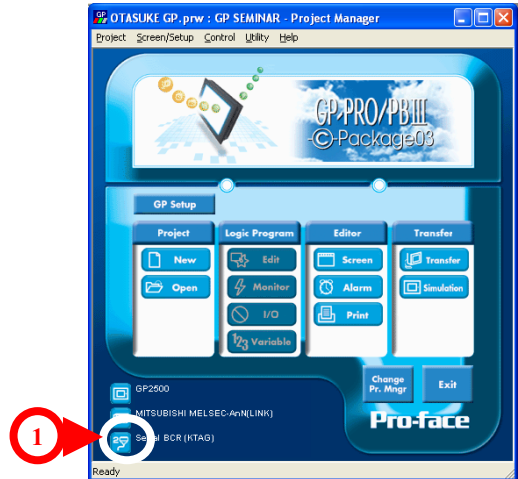 OTASUKE GP.prw : GP SEMINAR - Project Manager
Project Screen/Setup Control Utility Help
GP-PRO/PBIII
C-Package03
GP Setup
Project Logic Program Editor Transfer
New Edit Screen Transfer
Open Monitor Alarm Simulation
I/O Print
123 Variable
Change
Pr. Mngr
Exit
GP2500
MITSUBISHI MELSEC-AnN(LINK)
Pro-face
1
Serial BCR (KTAG)
Ready